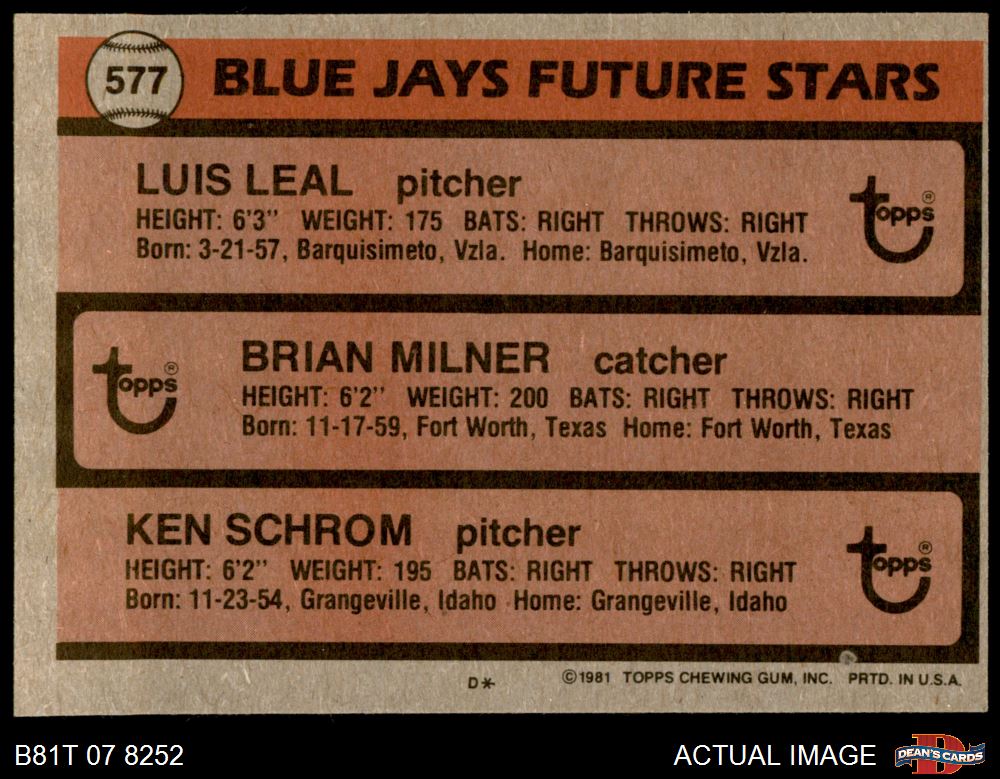 577 BLUE JAYS FUTURE STARS
LUIS LEAL pitcher
HEIGHT: 6'3" WEIGHT: 175 BATS: RIGHT THROWS: RIGHT
Born: 3-21-57, Barquisimeto, Vzla. Home: Barquisimeto, Vzla.
topps®
BRIAN MILNER catcher
HEIGHT: 6'2" WEIGHT: 200 BATS: RIGHT THROWS: RIGHT
Born: 11-17-59, Fort Worth, Texas Home: Fort Worth, Texas
topps®
KEN SCHROM pitcher
HEIGHT: 6'2" WEIGHT: 195 BATS: RIGHT THROWS: RIGHT
Born: 11-23-54, Grangeville, Idaho Home: Grangeville, Idaho
topps®
D* ©1981 TOPPS CHEWING GUM, INC. PRTD. IN U.S.A.
B81T 07 8252 ACTUAL IMAGE D DEAN'S CARDS